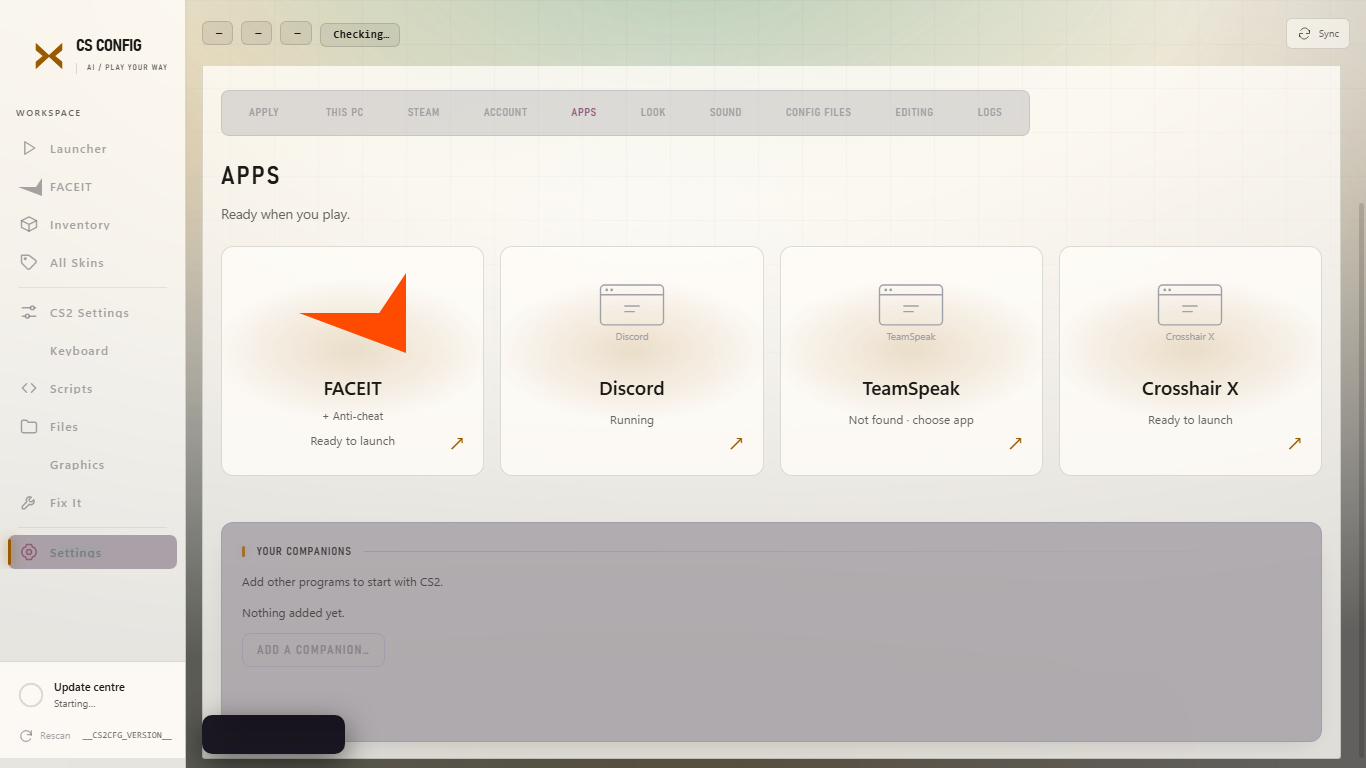 CS CONFIG
AI / PLAY YOUR WAY
WORKSPACE
Launcher
FACEIT
Inventory
All Skins
CS2 Settings
Keyboard
Scripts
Files
Graphics
Fix It
Settings
Update centre
Starting…
Rescan __CS2CFG_VERSION__
– – – Checking… Sync
APPLY THIS PC STEAM ACCOUNT APPS LOOK SOUND CONFIG FILES EDITING LOGS
APPS
Ready when you play.
FACEIT
+ Anti-cheat
Ready to launch
↗
Discord
Discord
Running
↗
TeamSpeak
TeamSpeak
Not found · choose app
↗
Crosshair X
Crosshair X
Ready to launch
↗
YOUR COMPANIONS
Add other programs to start with CS2.
Nothing added yet.
ADD A COMPANION…